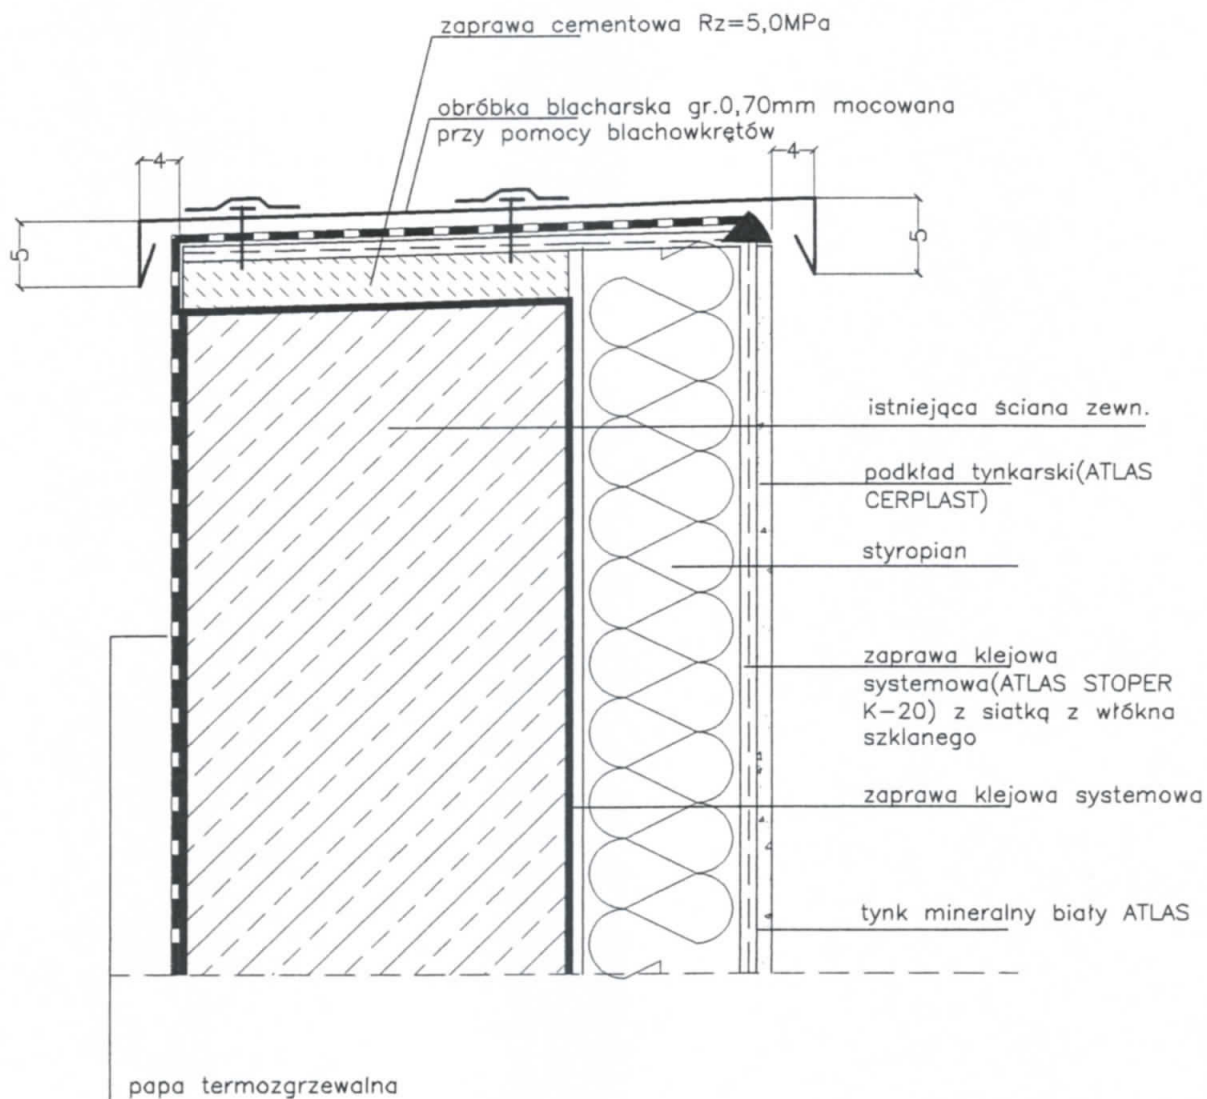 zaprawa cementowa Rz=5,0MPa
obróbka blacharska gr.0,70mm mocowana
przy pomocy blachowkrętów
4
4
5
5
istniejąca ściana zewn.
podkład tynkarski(ATLAS
CERPLAST)
styropian
zaprawa klejowa
systemowa(ATLAS STOPER
K-20) z siatką z włókna
szklanego
zaprawa klejowa systemowa
tynk mineralny biały ATLAS
papa termozgrzewalna